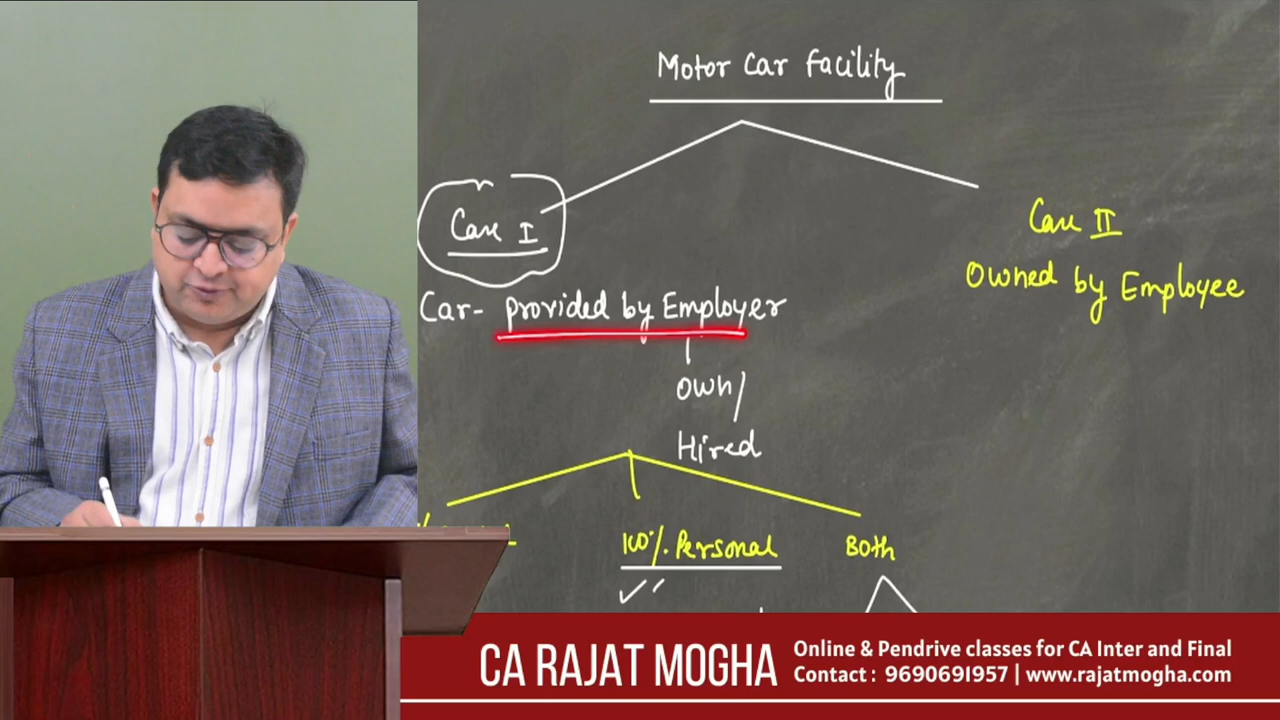 Motor Car Facility
Case I
Case II
Owned by Employee
Car- provided by Employer
Own/
Hired
100% Personal
Both
CA RAJAT MOGHA
Online & Pendrive classes for CA Inter and Final
Contact : 9690691957 | www.rajatmogha.com